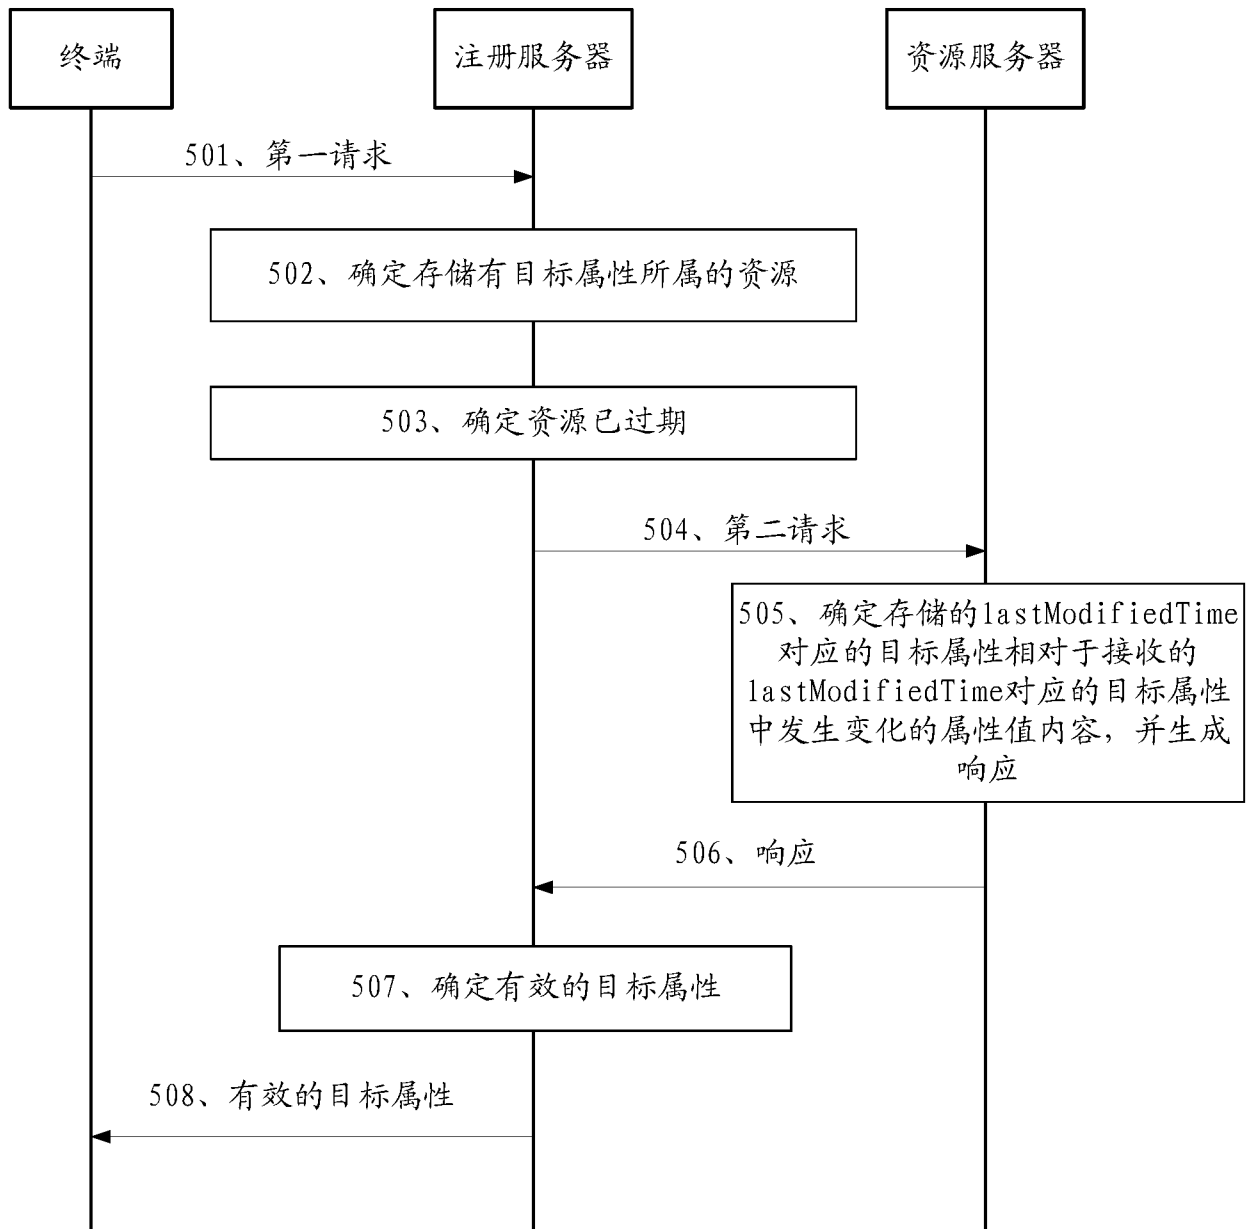 终端
注册服务器
资源服务器
501、第一请求
502、确定存储有目标属性所属的资源
503、确定资源已过期
504、第二请求
505、确定存储的lastModifiedTime
对应的目标属性相对于接收的
lastModifiedTime对应的目标属性
中发生变化的属性值内容，并生成
响应
506、响应
507、确定有效的目标属性
508、有效的目标属性